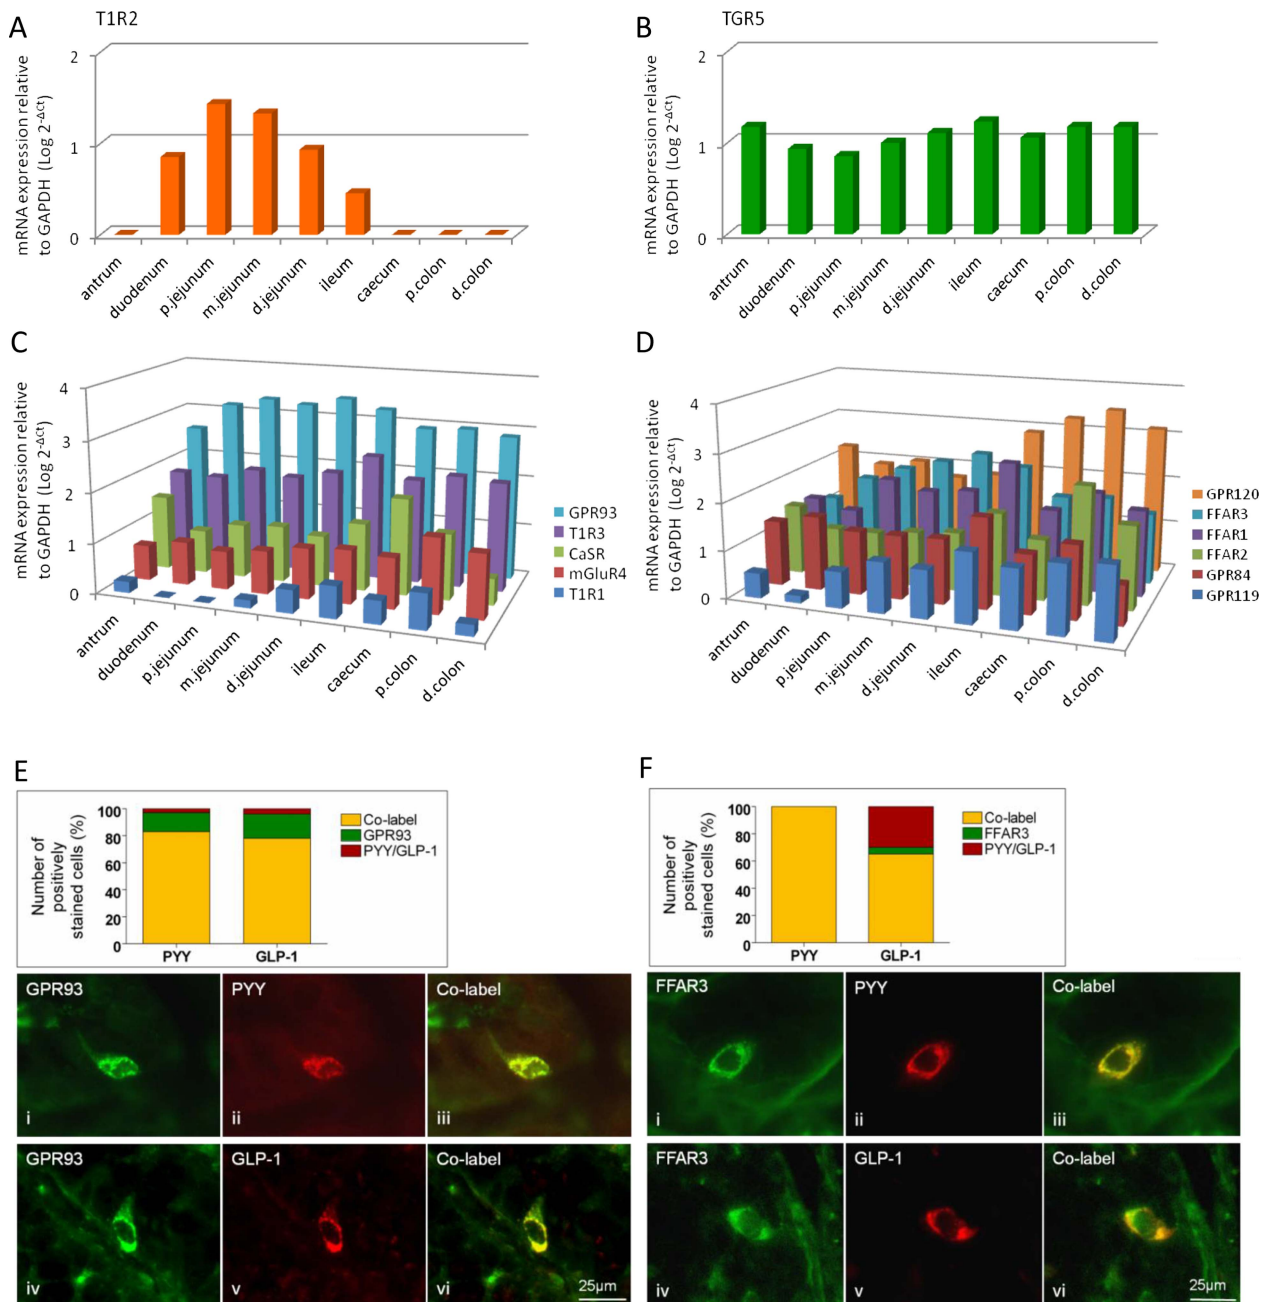 A
T1R2
mRNA expression relative
to GAPDH (Log 2^-ΔCt)
2
1
0
antrum
duodenum
p.jejunum
m.jejunum
d.jejunum
ileum
caecum
p.colon
d.colon
B
TGR5
mRNA expression relative
to GAPDH (Log 2^-ΔCt)
2
1
0
antrum
duodenum
p.jejunum
m.jejunum
d.jejunum
ileum
caecum
p.colon
d.colon
C
mRNA expression relative
to GAPDH (Log 2^-ΔCt)
4
3
2
1
0
antrum
duodenum
p.jejunum
m.jejunum
d.jejunum
ileum
caecum
p.colon
d.colon
GPR93
T1R3
CaSR
mGluR4
T1R1
D
mRNA expression relative
to GAPDH (Log 2^-ΔCt)
4
3
2
1
0
antrum
duodenum
p.jejunum
m.jejunum
d.jejunum
ileum
caecum
p.colon
d.colon
GPR120
FFAR3
FFAR1
FFAR2
GPR84
GPR119
E
Number of
positively
stained cells (%)
100
80
60
40
20
0
PYY
GLP-1
Co-label
GPR93
PYY/GLP-1
GPR93
i
PYY
ii
Co-label
iii
GPR93
iv
GLP-1
v
Co-label
vi
25µm
F
Number of
positively
stained cells (%)
100
80
60
40
20
0
PYY
GLP-1
Co-label
FFAR3
PYY/GLP-1
FFAR3
i
PYY
ii
Co-label
iii
FFAR3
iv
GLP-1
v
Co-label
vi
25µm